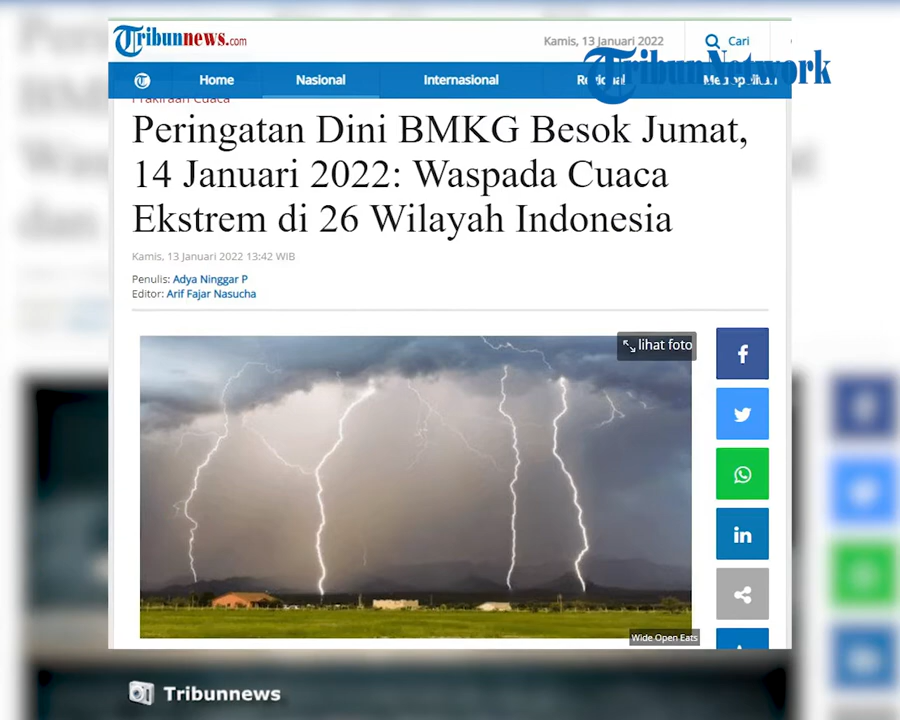 Tribunnews.com
Kamis, 13 Januari 2022
Cari
TribunNetwork
Home
Nasional
Internasional
Regional
Metropolitan
Prakiraan Cuaca
Peringatan Dini BMKG Besok Jumat,
14 Januari 2022: Waspada Cuaca
Ekstrem di 26 Wilayah Indonesia
Kamis, 13 Januari 2022 13:42 WIB
Penulis: Adya Ninggar P
Editor: Arif Fajar Nasucha
lihat foto
Wide Open Eats
Tribunnews